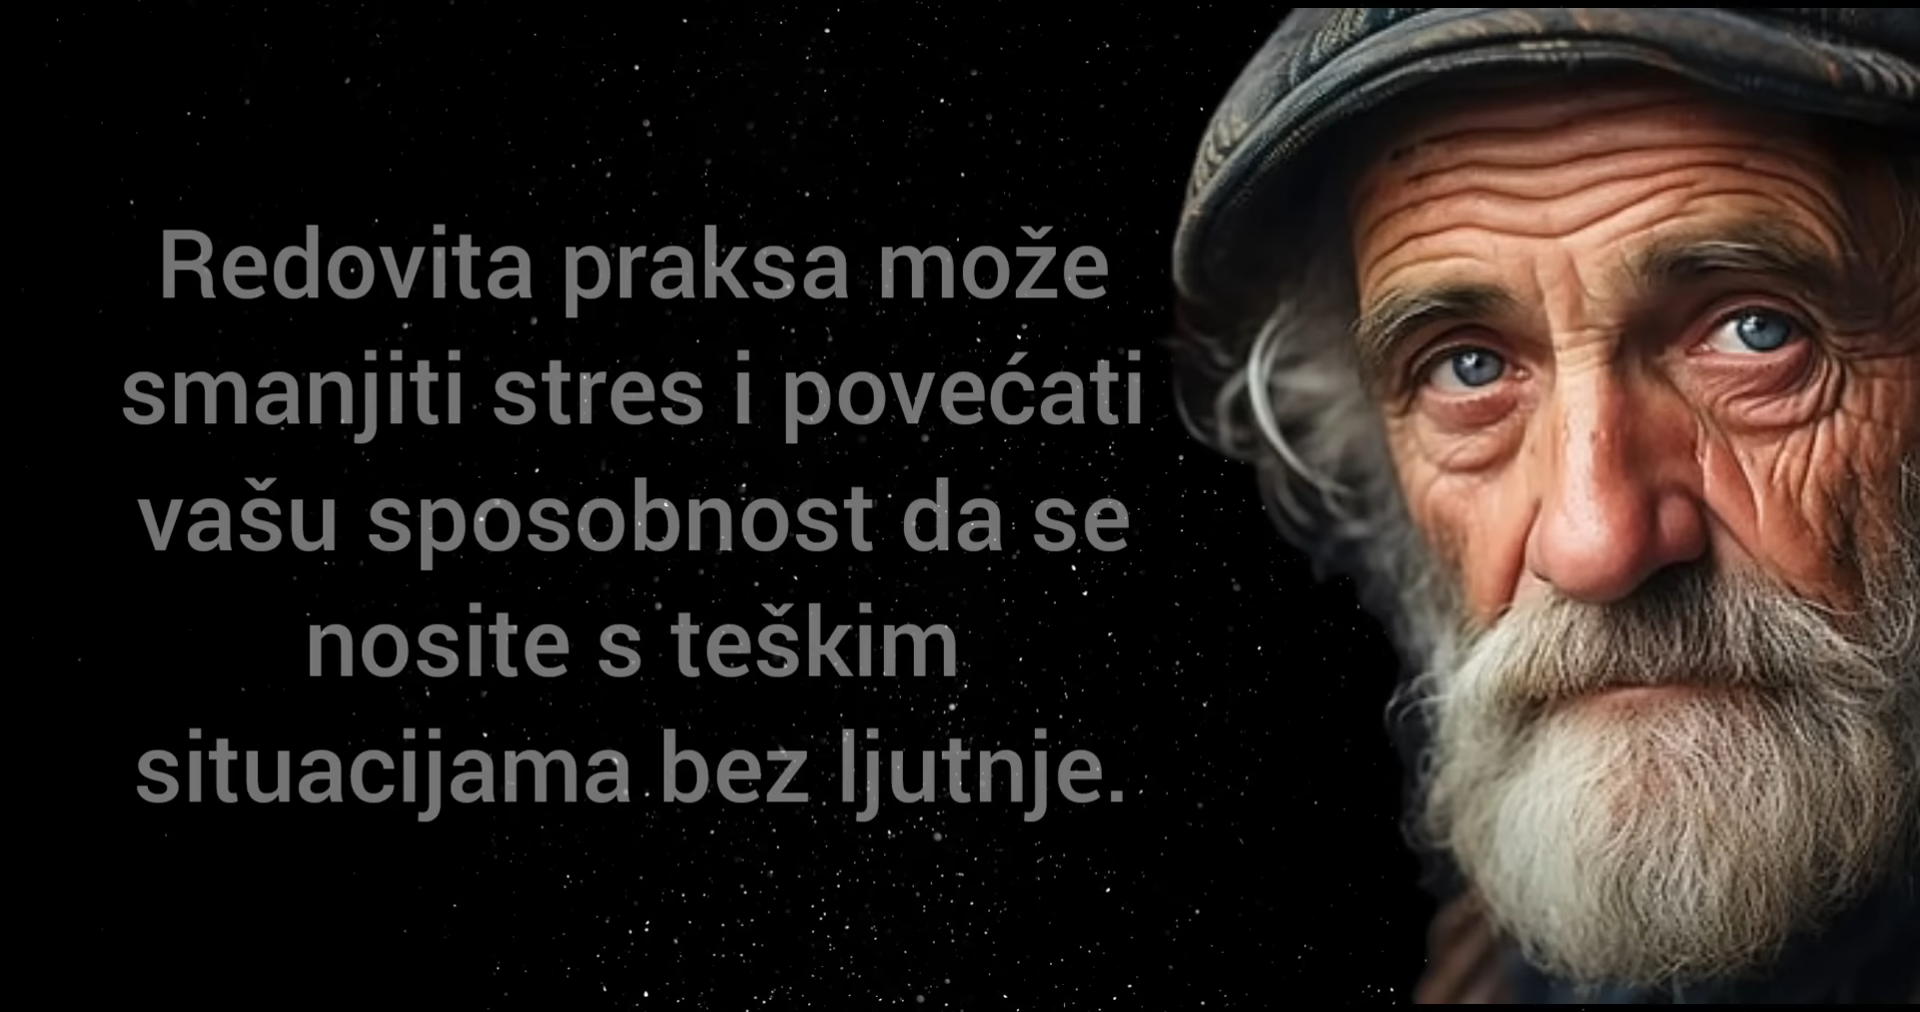 Redovita praksa može
smanjiti stres i povećati
vašu sposobnost da se
nosite s teškim
situacijama bez ljutnje.